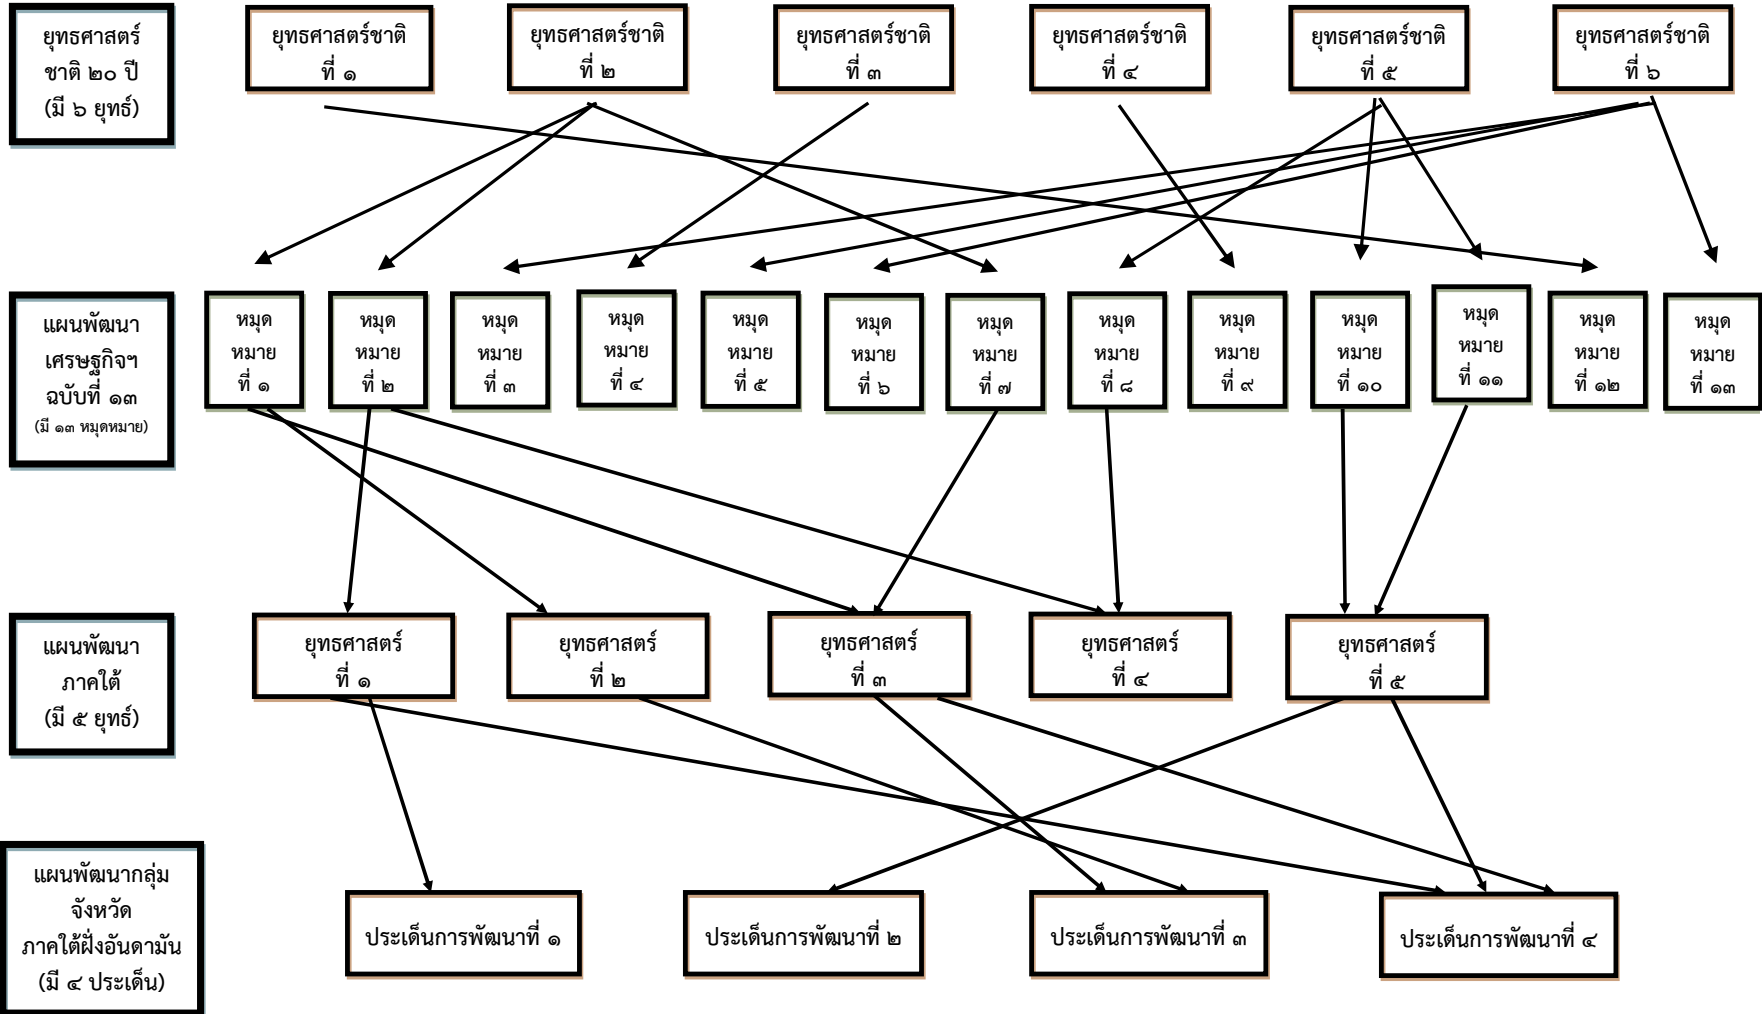 ยุทธศาสตร์
ชาติ ๒๐ ปี
(มี ๖ ยุทธ์)
ยุทธศาสตร์ชาติ
ที่ ๑
ยุทธศาสตร์ชาติ
ที่ ๒
ยุทธศาสตร์ชาติ
ที่ ๓
ยุทธศาสตร์ชาติ
ที่ ๔
ยุทธศาสตร์ชาติ
ที่ ๕
ยุทธศาสตร์ชาติ
ที่ ๖
แผนพัฒนา
เศรษฐกิจฯ
ฉบับที่ ๑๓
(มี ๑๓ หมุดหมาย)
หมุด
หมาย
ที่ ๑
หมุด
หมาย
ที่ ๒
หมุด
หมาย
ที่ ๓
หมุด
หมาย
ที่ ๔
หมุด
หมาย
ที่ ๕
หมุด
หมาย
ที่ ๖
หมุด
หมาย
ที่ ๗
หมุด
หมาย
ที่ ๘
หมุด
หมาย
ที่ ๙
หมุด
หมาย
ที่ ๑๐
หมุด
หมาย
ที่ ๑๑
หมุด
หมาย
ที่ ๑๒
หมุด
หมาย
ที่ ๑๓
แผนพัฒนา
ภาคใต้
(มี ๕ ยุทธ์)
ยุทธศาสตร์
ที่ ๑
ยุทธศาสตร์
ที่ ๒
ยุทธศาสตร์
ที่ ๓
ยุทธศาสตร์
ที่ ๔
ยุทธศาสตร์
ที่ ๕
แผนพัฒนากลุ่ม
จังหวัด
ภาคใต้ฝั่งอันดามัน
(มี ๔ ประเด็น)
ประเด็นการพัฒนาที่ ๑
ประเด็นการพัฒนาที่ ๒
ประเด็นการพัฒนาที่ ๓
ประเด็นการพัฒนาที่ ๔